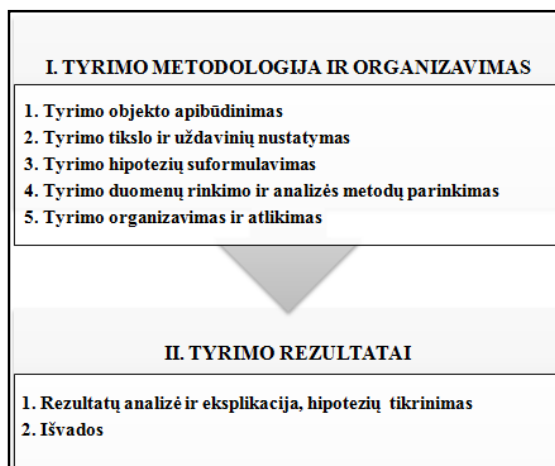 I. TYRIMO METODOLOGIJA IR ORGANIZAVIMAS
1. Tyrimo objekto apibūdinimas
2. Tyrimo tikslo ir uždavinių nustatymas
3. Tyrimo hipotezių suformulavimas
4. Tyrimo duomenų rinkimo ir analizės metodų parinkimas
5. Tyrimo organizavimas ir atlikimas
II. TYRIMO REZULTATAI
1. Rezultatų analizė ir eksplikacija, hipotezių tikrinimas
2. Išvados